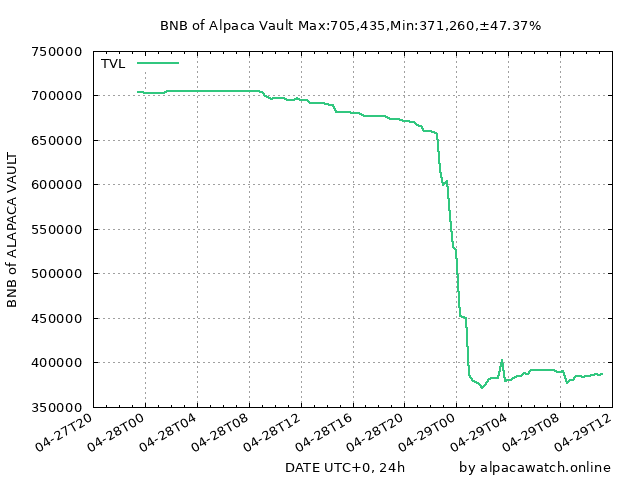 BNB of Alpaca Vault Max:705,435,Min:371,260,±47.37%
TVL
750000
700000
650000
600000
550000
500000
450000
400000
350000
BNB of ALAPACA VAULT
04-27T20
04-28T00
04-28T04
04-28T08
04-28T12
04-28T16
04-28T20
04-29T00
04-29T04
04-29T08
04-29T12
DATE UTC+0, 24h
by alpacawatch.online